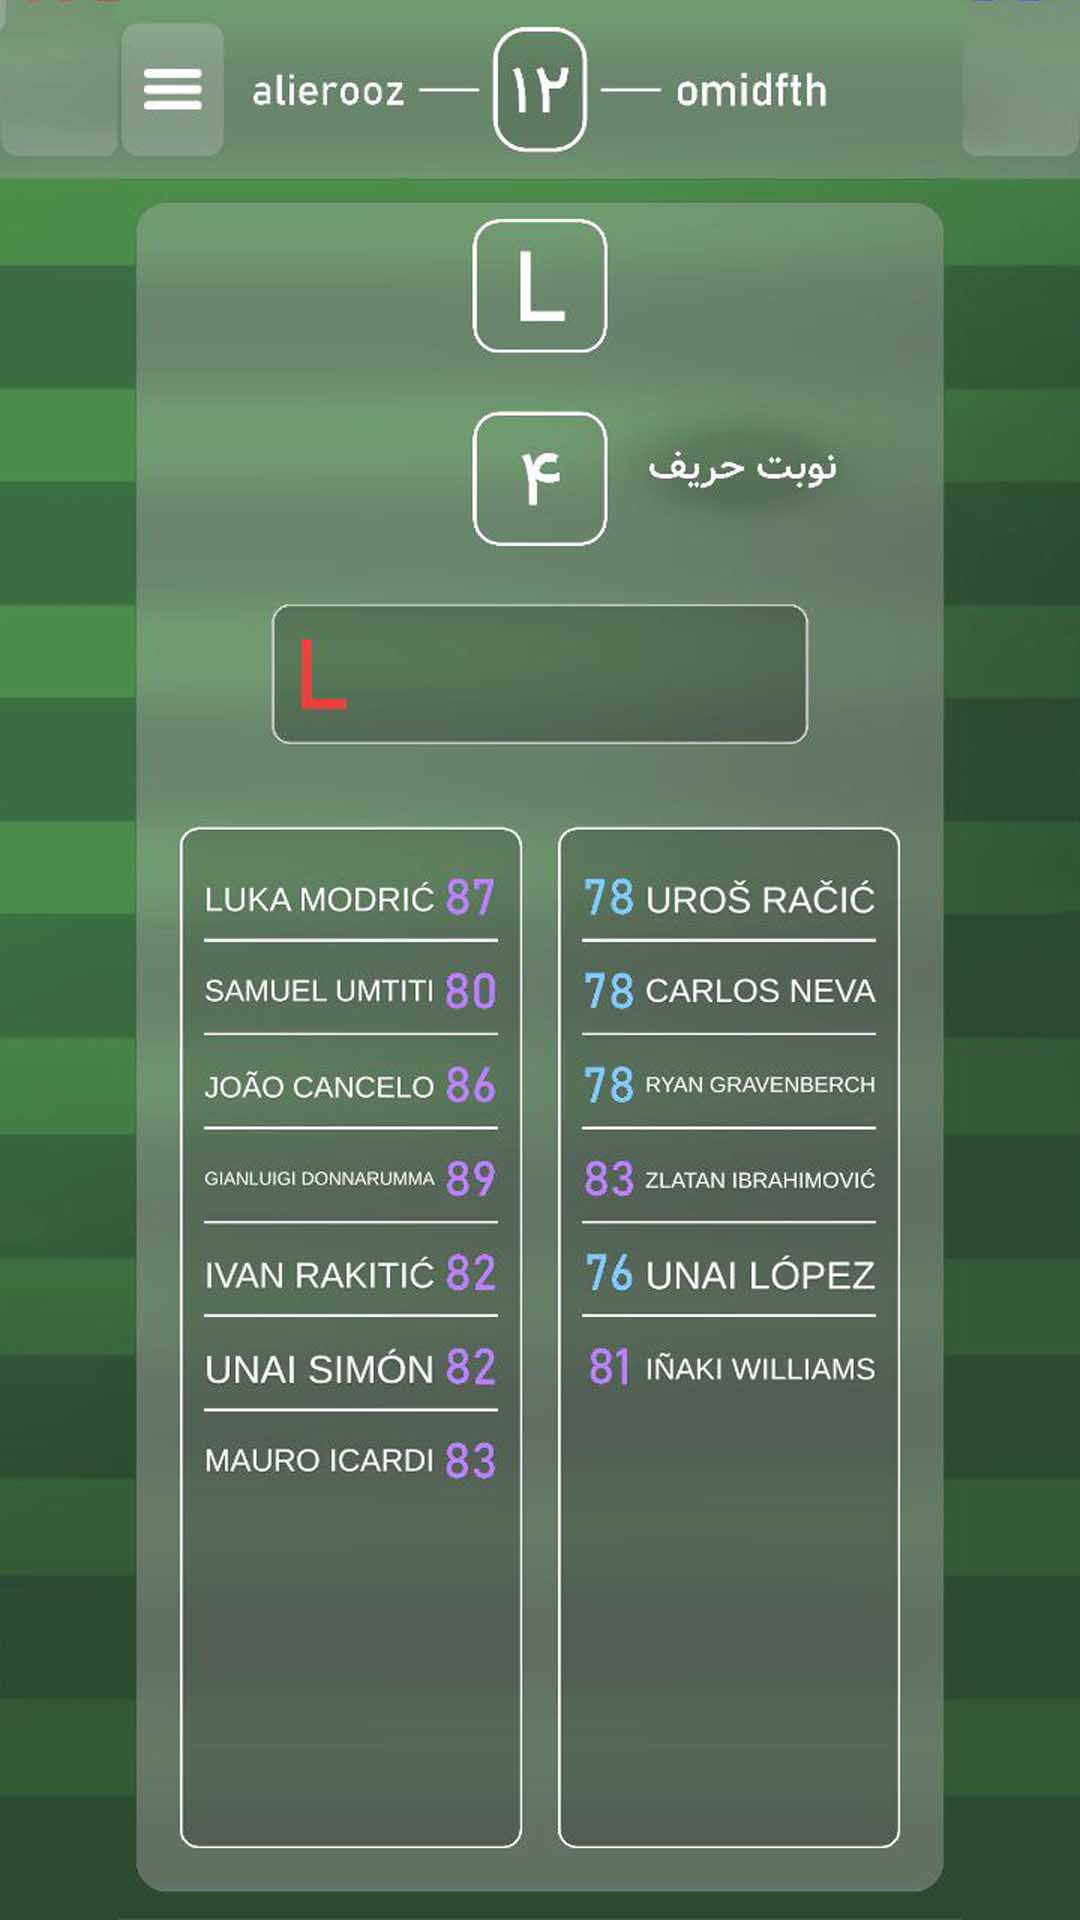 alierooz ۱۲ omidfth
L
۴ نوبت حریف
L
LUKA MODRIĆ 87
SAMUEL UMTITI 80
JOÃO CANCELO 86
GIANLUIGI DONNARUMMA 89
IVAN RAKITIĆ 82
UNAI SIMÓN 82
MAURO ICARDI 83
78 UROŠ RAČIĆ
78 CARLOS NEVA
78 RYAN GRAVENBERCH
83 ZLATAN IBRAHIMOVIĆ
76 UNAI LÓPEZ
81 IÑAKI WILLIAMS